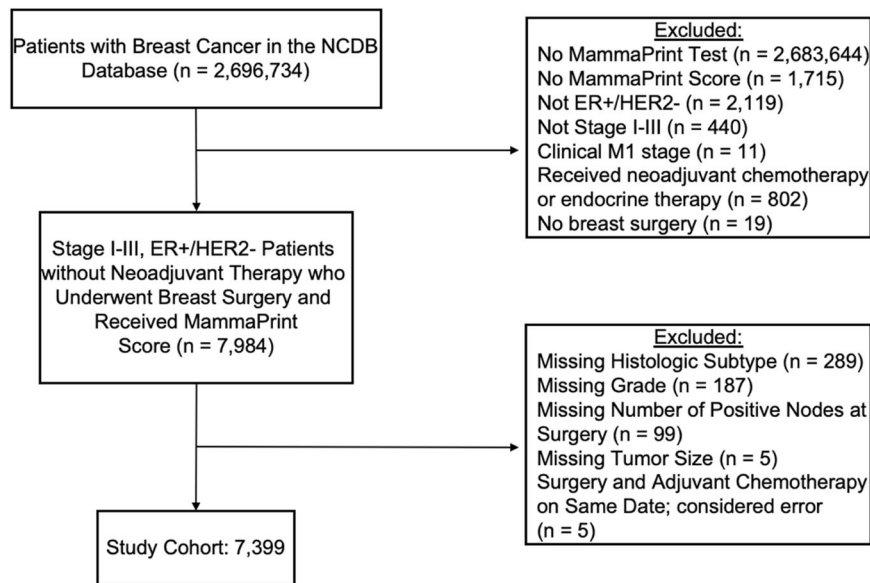 Patients with Breast Cancer in the NCDB
Database (n = 2,696,734)
Excluded:
No MammaPrint Test (n = 2,683,644)
No MammaPrint Score (n = 1,715)
Not ER+/HER2- (n = 2,119)
Not Stage I-III (n = 440)
Clinical M1 stage (n = 11)
Received neoadjuvant chemotherapy
or endocrine therapy (n = 802)
No breast surgery (n = 19)
Stage I-III, ER+/HER2- Patients
without Neoadjuvant Therapy who
Underwent Breast Surgery and
Received MammaPrint
Score (n = 7,984)
Excluded:
Missing Histologic Subtype (n = 289)
Missing Grade (n = 187)
Missing Number of Positive Nodes at
Surgery (n = 99)
Missing Tumor Size (n = 5)
Surgery and Adjuvant Chemotherapy
on Same Date; considered error
(n = 5)
Study Cohort: 7,399